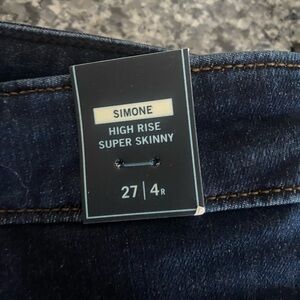 SIMONE
HIGH RISE
SUPER SKINNY
27 | 4R